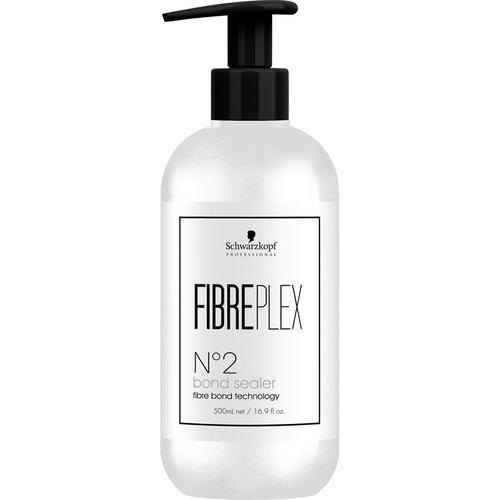 Schwarzkopf
PROFESSIONAL
FIBREPLEX
N°2
bond sealer
fibre bond technology
500mL net / 16.9 fl.oz.